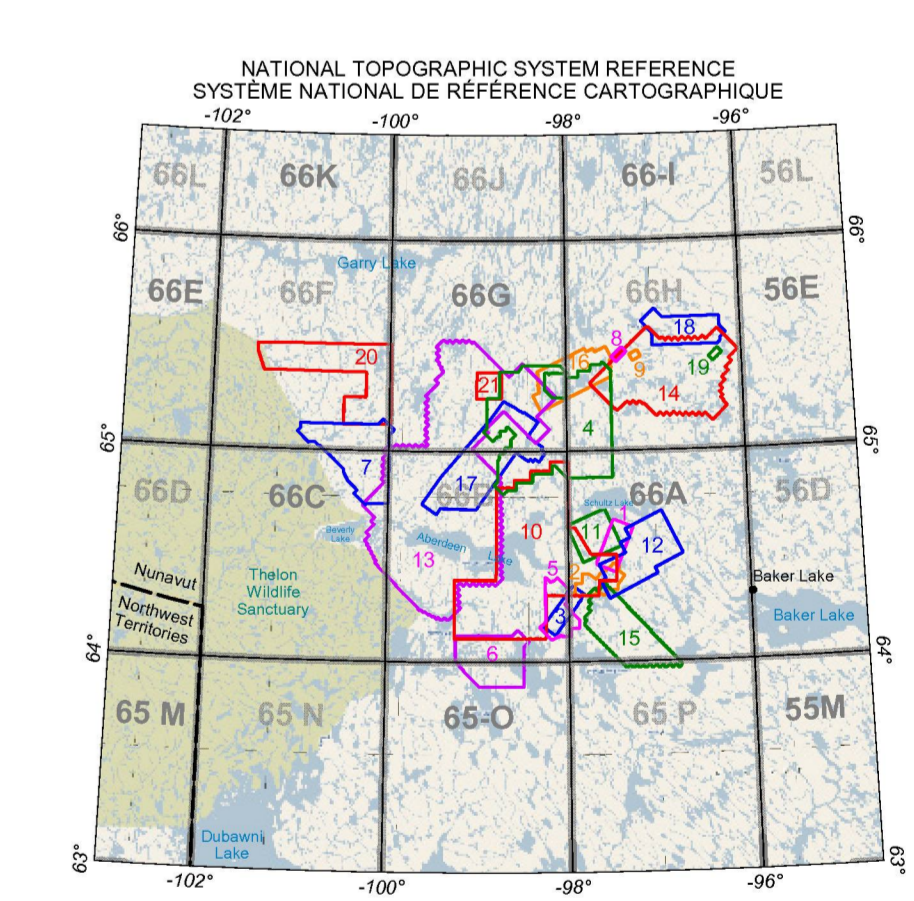 NATIONAL TOPOGRAPHIC SYSTEM REFERENCE
SYSTÈME NATIONAL DE RÉFÉRENCE CARTOGRAPHIQUE
-102° -100° -98° -96°
66L 66K 66J 66-I 56L
66° 66°
Garry Lake
66E 66F 66G 66H 56E
18
8
20 6 9 19
21 14
4
65° 65°
7
17
66D 66C 66B 66A 56D
Schultz Lake
1
10 11
Beverly
Lake
Aberdeen
Lake
12
13
5 2
Nunavut
Northwest
Territories
Thelon
Wildlife
Sanctuary
Baker Lake
Baker Lake
3
15
64° 64°
6
65 M 65 N 65-O 65 P 55M
Dubawni
Lake
63° 63°
-102° -100° -98° -96°